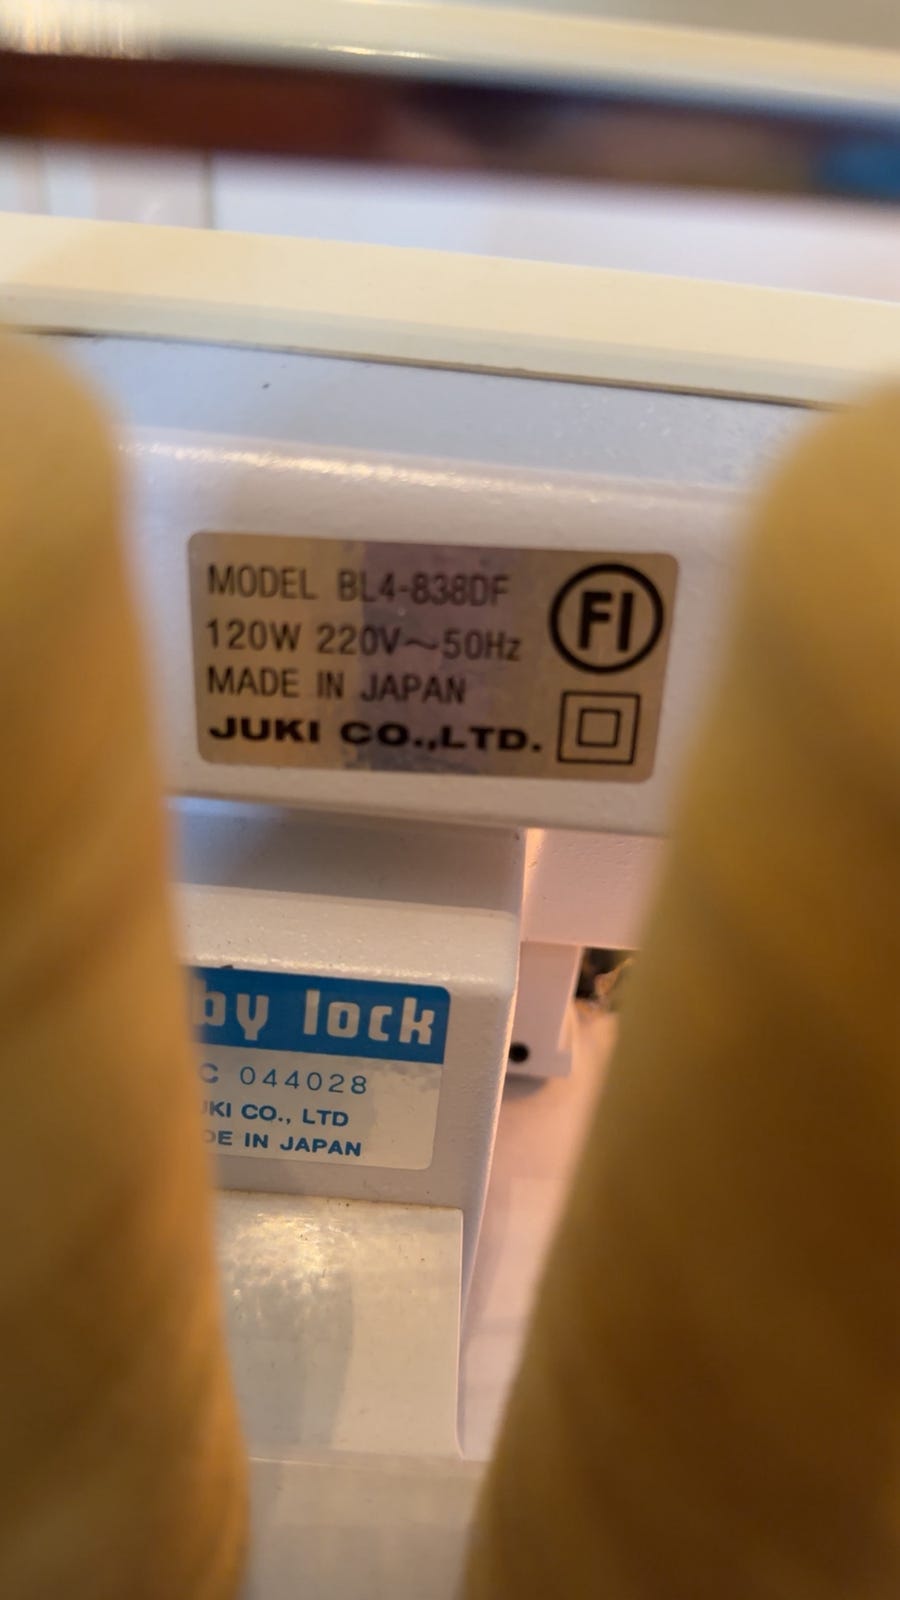 MODEL BL4-838DF
120W 220V~50Hz
MADE IN JAPAN
JUKI CO.,LTD.
FI
by lock
C 044028
UKI CO., LTD
DE IN JAPAN